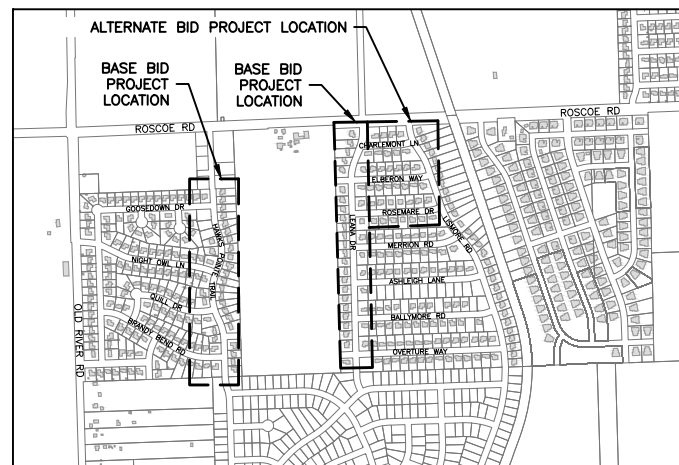 ALTERNATE BID PROJECT LOCATION
BASE BID
PROJECT
LOCATION
BASE BID
PROJECT
LOCATION
ROSCOE RD
ROSCOE RD
CHARLEMONT LN
ELBERON WAY
ROSEMARE DR
LISMORE RD
LEANA DR
MERRION RD
ASHLEIGH LANE
BALLYMORE RD
OVERTURE WAY
GOOSEDOWN DR
HAWKS POINTE TRAIL
NIGHT OWL LN
QUILL DR
BRANDY BEND RD
OLD RIVER RD